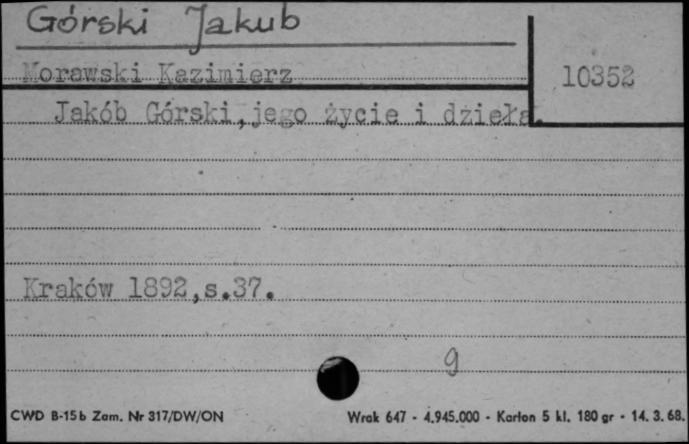 Górski Jakub
Morawski Kazimierz
10352
Jakób Górski, jego życie i dzieła.
Kraków 1892,s.37.
9
CWD B-15b Zam. Nr 317/DW/ON
Wrak 647 - 4.945.000 - Karton 5 kl. 180 gr - 14. 3. 68.